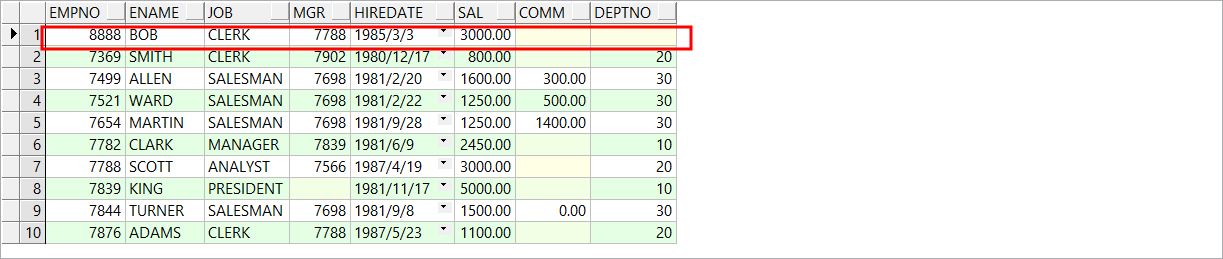 EMPNO ENAME JOB MGR HIREDATE SAL COMM DEPTNO
1 8888 BOB CLERK 7788 1985/3/3 3000.00
2 7369 SMITH CLERK 7902 1980/12/17 800.00 20
3 7499 ALLEN SALESMAN 7698 1981/2/20 1600.00 300.00 30
4 7521 WARD SALESMAN 7698 1981/2/22 1250.00 500.00 30
5 7654 MARTIN SALESMAN 7698 1981/9/28 1250.00 1400.00 30
6 7782 CLARK MANAGER 7839 1981/6/9 2450.00 10
7 7788 SCOTT ANALYST 7566 1987/4/19 3000.00 20
8 7839 KING PRESIDENT 1981/11/17 5000.00 10
9 7844 TURNER SALESMAN 7698 1981/9/8 1500.00 0.00 30
10 7876 ADAMS CLERK 7788 1987/5/23 1100.00 20